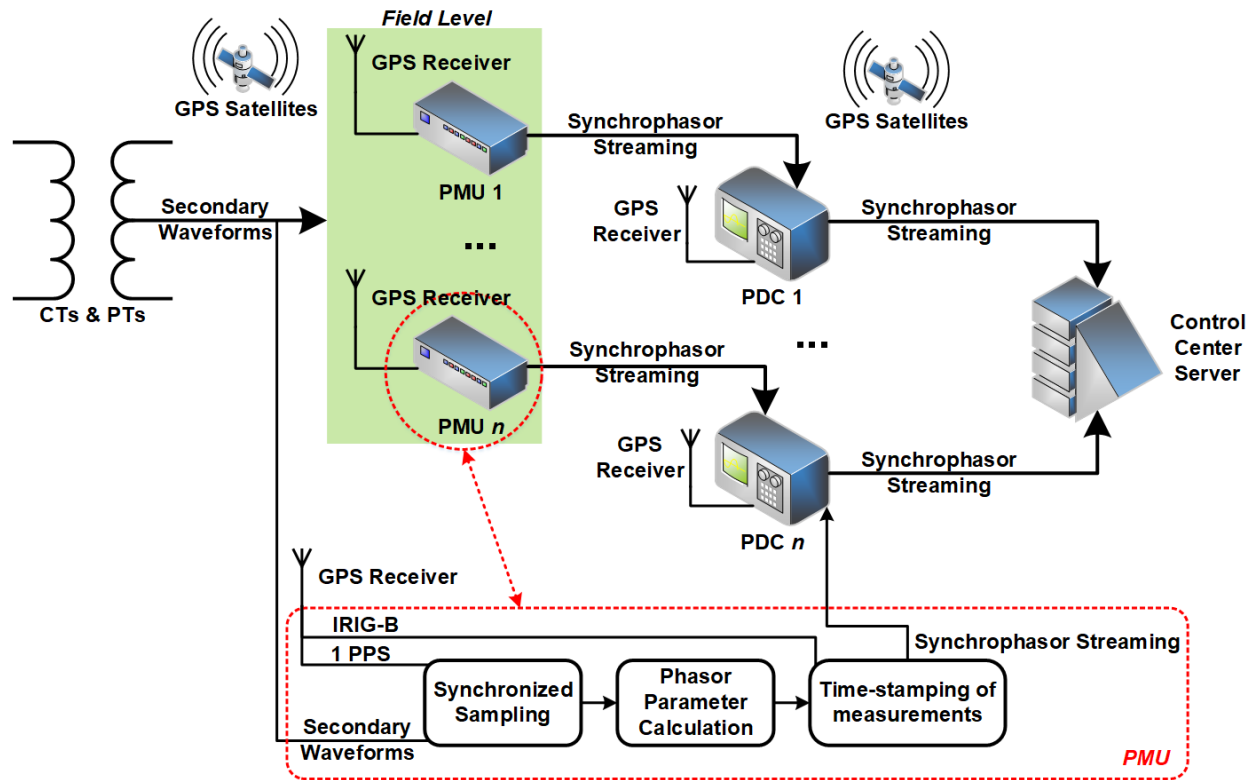 Field Level
GPS Receiver
GPS Satellites
GPS Satellites
Synchrophasor
Streaming
PMU 1
Secondary
Waveforms
GPS
Receiver
Synchrophasor
Streaming
...
GPS Receiver
PDC 1
CTs & PTs
...
Control
Center
Server
Synchrophasor
Streaming
PMU n
GPS
Receiver
Synchrophasor
Streaming
PDC n
GPS Receiver
IRIG-B
1 PPS
Synchrophasor Streaming
Synchronized
Sampling
Phasor
Parameter
Calculation
Time-stamping of
measurements
Secondary
Waveforms
PMU